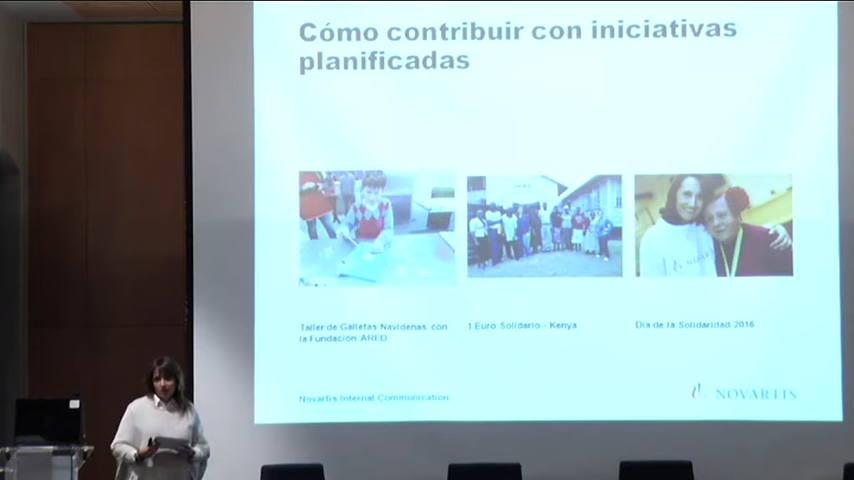 Cómo contribuir con iniciativas
planificadas
Taller de Galletas Navideñas con
la Fundación ARED
1 Euro Solidario - Kenya
Día de la Solidaridad 2016
Novartis Internal Communication
NOVARTIS